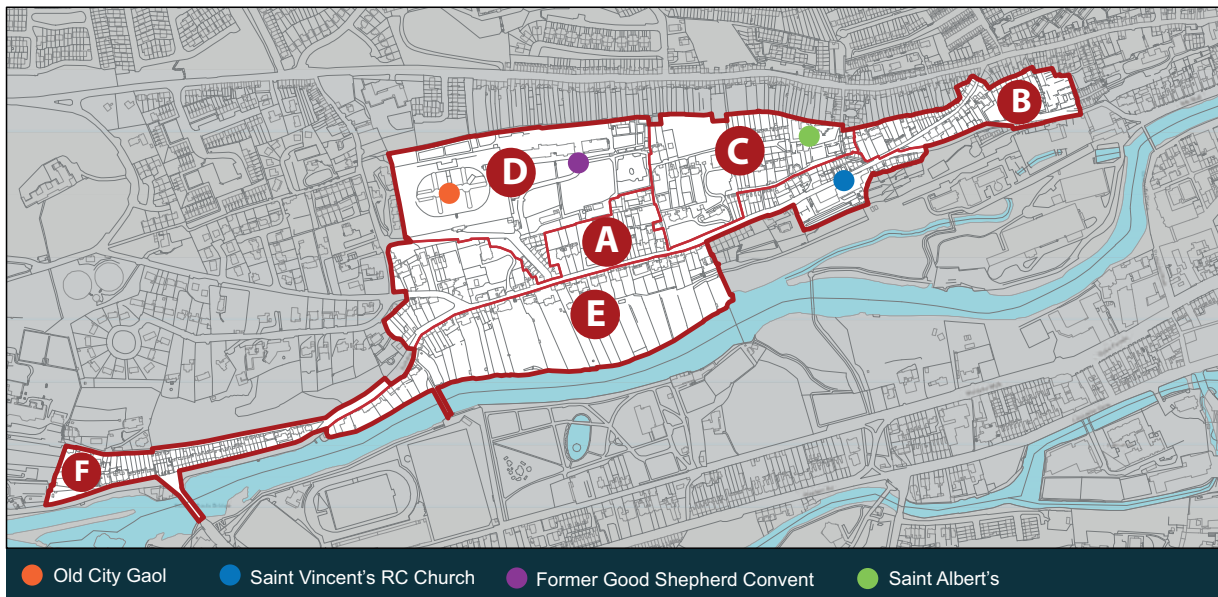 B
C
D
A
E
F
Old City Gaol
Saint Vincent's RC Church
Former Good Shepherd Convent
Saint Albert's